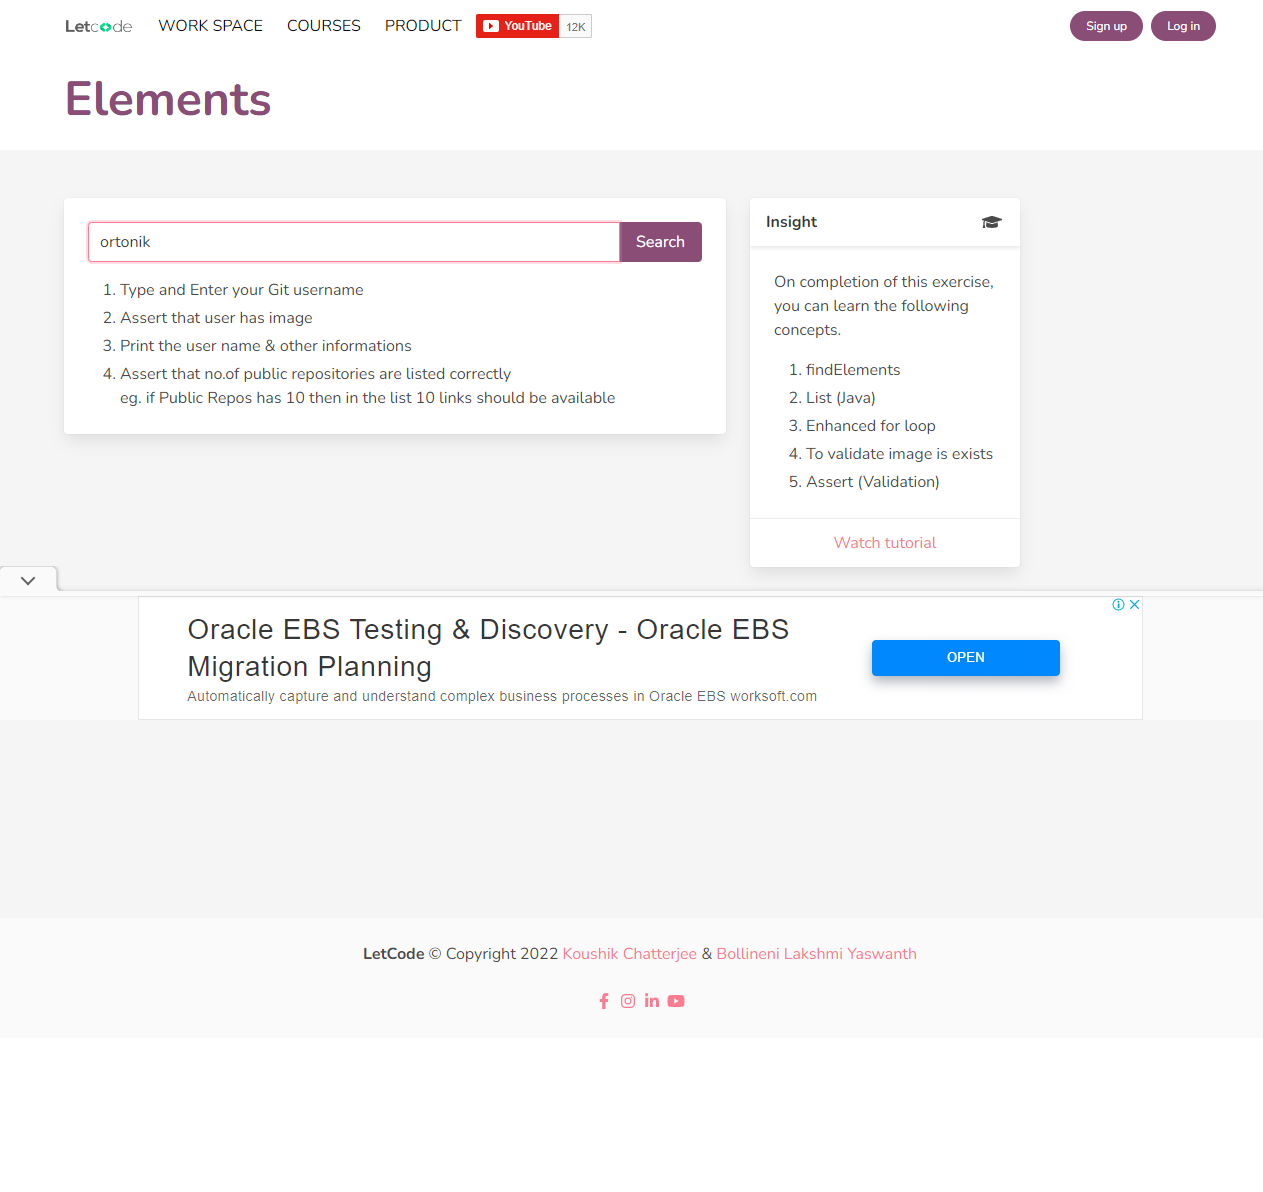 Letcode WORK SPACE COURSES PRODUCT YouTube 12K Sign up Log in
Elements
ortonik Search
1. Type and Enter your Git username
2. Assert that user has image
3. Print the user name & other informations
4. Assert that no.of public repositories are listed correctly
eg. if Public Repos has 10 then in the list 10 links should be available
Insight
On completion of this exercise,
you can learn the following
concepts.
1. findElements
2. List (Java)
3. Enhanced for loop
4. To validate image is exists
5. Assert (Validation)
Watch tutorial
Oracle EBS Testing & Discovery - Oracle EBS
Migration Planning
Automatically capture and understand complex business processes in Oracle EBS worksoft.com
OPEN
LetCode © Copyright 2022 Koushik Chatterjee & Bollineni Lakshmi Yaswanth